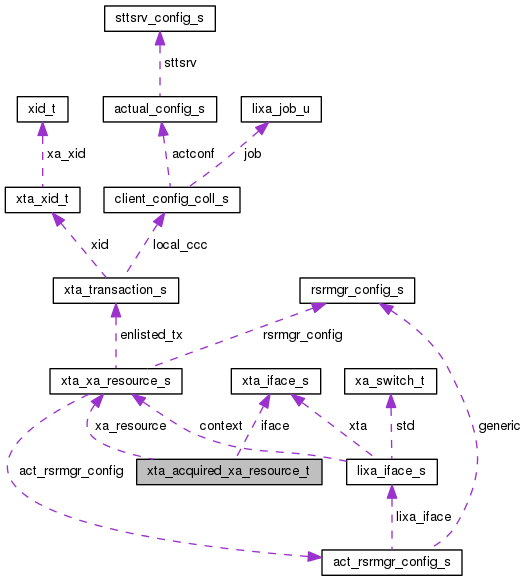 sttsrv_config_s
sttsrv
xid_t
actual_config_s
lixa_job_u
xa_xid
actconf
job
xta_xid_t
client_config_coll_s
xid
local_ccc
xta_transaction_s
rsrmgr_config_s
enlisted_tx
rsrmgr_config
xta_xa_resource_s
xta_iface_s
xa_switch_t
xa_resource
context
iface
xta
std
generic
act_rsrmgr_config
xta_acquired_xa_resource_t
lixa_iface_s
lixa_iface
act_rsrmgr_config_s